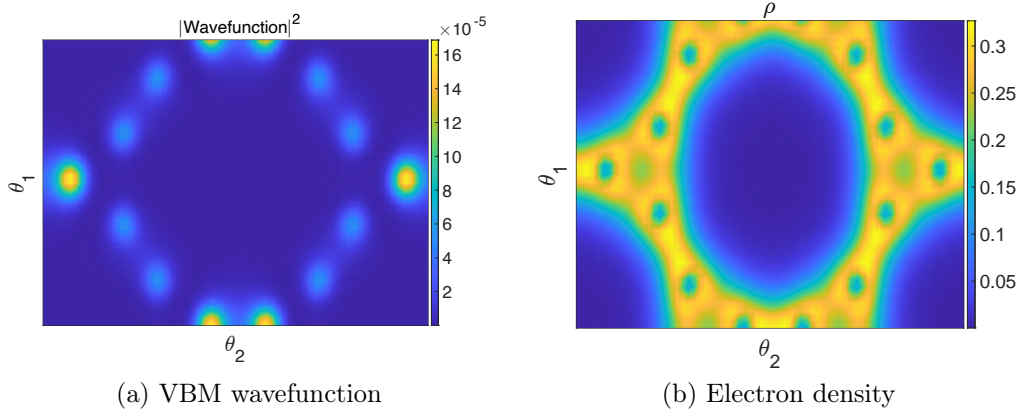 |Wavefunction|²
× 10⁻⁵
16
14
12
10
8
6
4
2
θ₁
θ₂
(a) VBM wavefunction
ρ
0.3
0.25
0.2
0.15
0.1
0.05
θ₁
θ₂
(b) Electron density